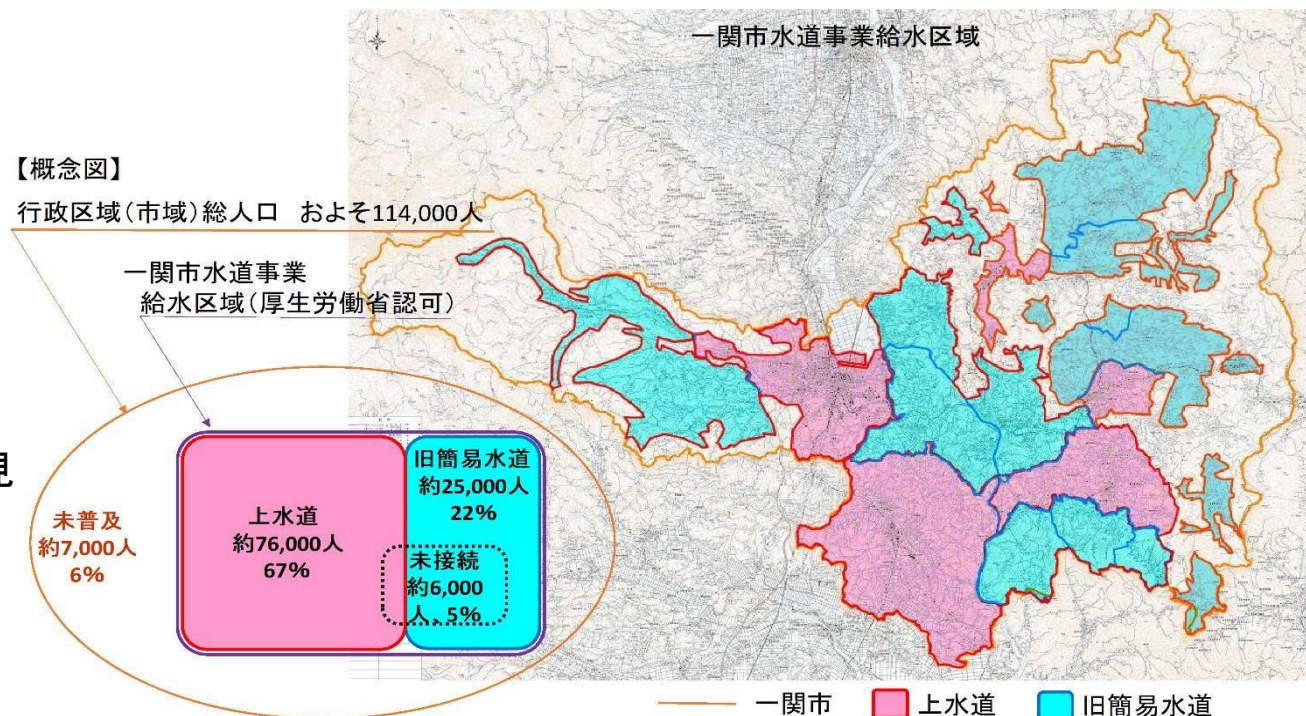 一関市水道事業給水区域
【概念図】
行政区域(市域)総人口 およそ114,000人
一関市水道事業
給水区域(厚生労働省認可)
未普及
約7,000人
6%
上水道
約76,000人
67%
旧簡易水道
約25,000人
22%
未接続
約6,000
人、5%
一関市
上水道
旧簡易水道